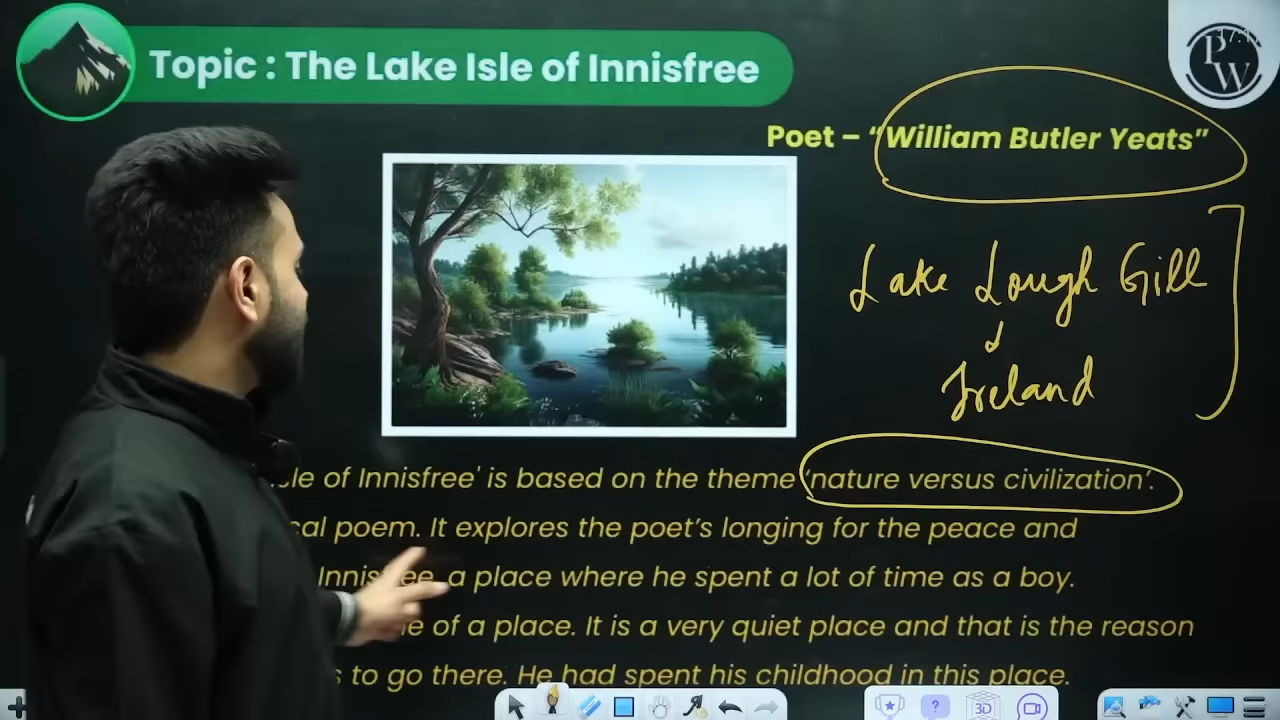 Topic : The Lake Isle of Innisfree
PW
Poet – “William Butler Yeats”
Lake Lough Gill
Ireland
Isle of Innisfree' is based on the theme 'nature versus civilization'.
cal poem. It explores the poet's longing for the peace and
Innisfree, a place where he spent a lot of time as a boy.
of a place. It is a very quiet place and that is the reason
to go there. He had spent his childhood in this place.
3D